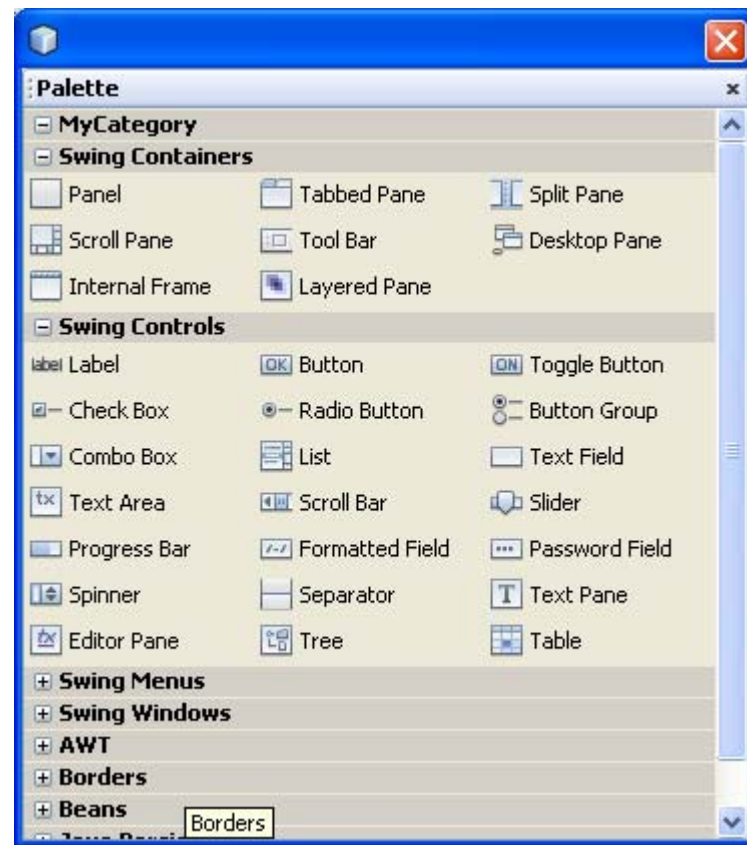 Palette
MyCategory
Swing Containers
Panel Tabbed Pane Split Pane
Scroll Pane Tool Bar Desktop Pane
Internal Frame Layered Pane
Swing Controls
label Label OK Button ON Toggle Button
Check Box Radio Button Button Group
Combo Box List Text Field
tx Text Area Scroll Bar Slider
Progress Bar Formatted Field Password Field
Spinner Separator T Text Pane
tx Editor Pane Tree Table
Swing Menus
Swing Windows
AWT
Borders
Beans
Borders